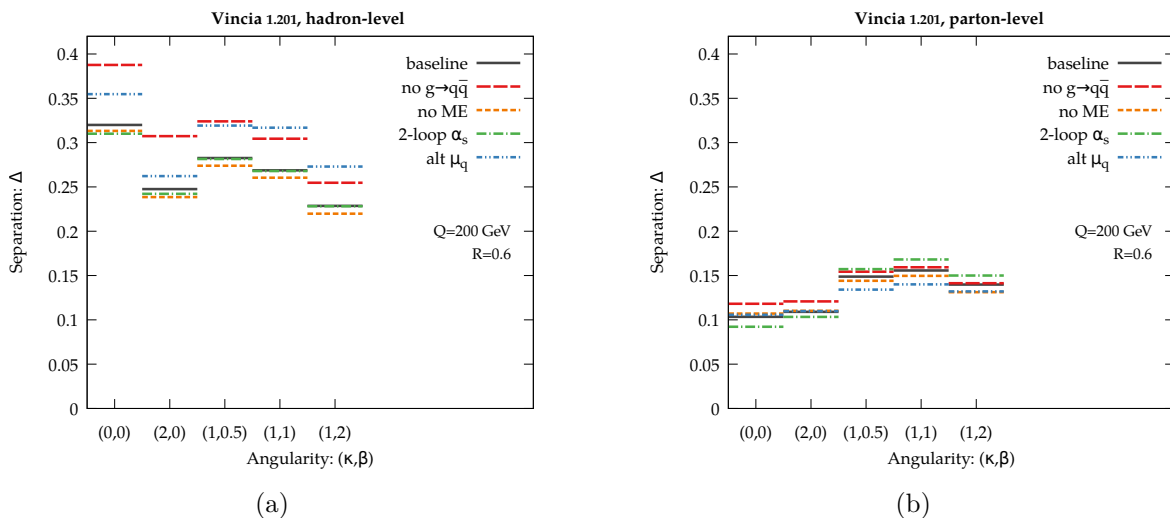 Vincia 1.201, hadron-level
Separation: Δ
0.4
0.35
0.3
0.25
0.2
0.15
0.1
0.05
0
baseline
no g→qq̅
no ME
2-loop αs
alt μq
Q=200 GeV
R=0.6
(0,0) (2,0) (1,0.5) (1,1) (1,2)
Angularity: (κ,β)
(a)
Vincia 1.201, parton-level
Separation: Δ
0.4
0.35
0.3
0.25
0.2
0.15
0.1
0.05
0
baseline
no g→qq̅
no ME
2-loop αs
alt μq
Q=200 GeV
R=0.6
(0,0) (2,0) (1,0.5) (1,1) (1,2)
Angularity: (κ,β)
(b)